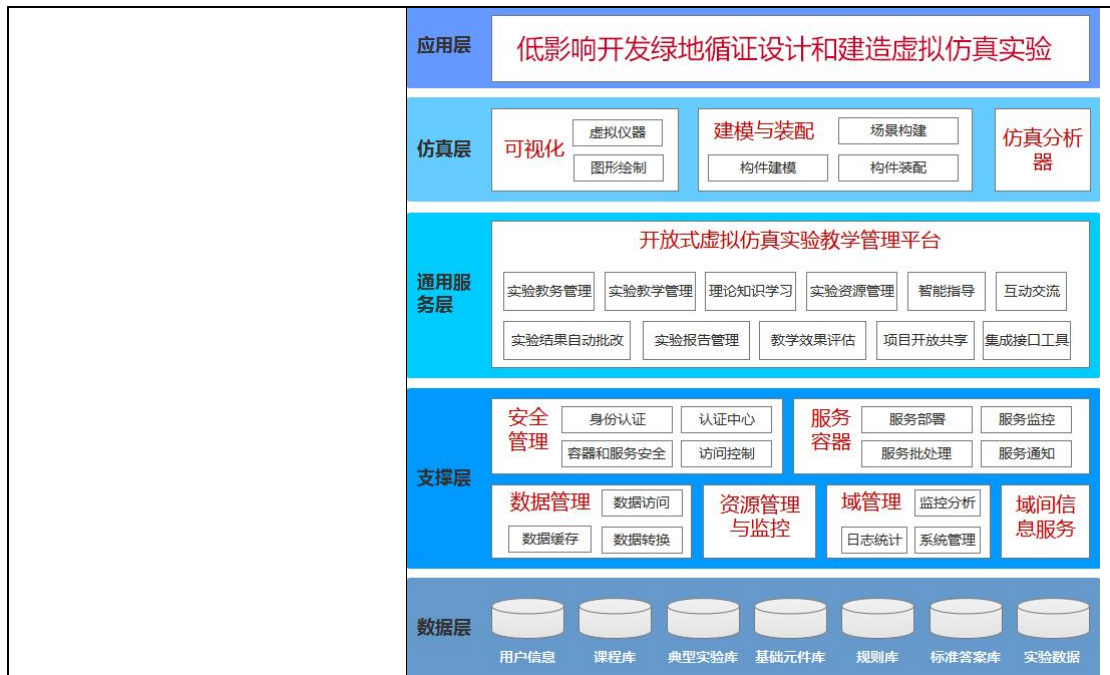 应用层
低影响开发绿地循证设计和建造虚拟仿真实验
仿真层
可视化
虚拟仪器
图形绘制
建模与装配
场景构建
构件建模
构件装配
仿真分析
器
通用服
务层
开放式虚拟仿真实验教学管理平台
实验教务管理
实验教学管理
理论知识学习
实验资源管理
智能指导
互动交流
实验结果自动批改
实验报告管理
教学效果评估
项目开放共享
集成接口工具
支撑层
安全
管理
身份认证
认证中心
容器和服务安全
访问控制
服务
容器
服务部署
服务监控
服务批处理
服务通知
数据管理
数据访问
数据缓存
数据转换
资源管理
与监控
域管理
监控分析
日志统计
系统管理
域间信
息服务
数据层
用户信息
课程库
典型实验库
基础元件库
规则库
标准答案库
实验数据